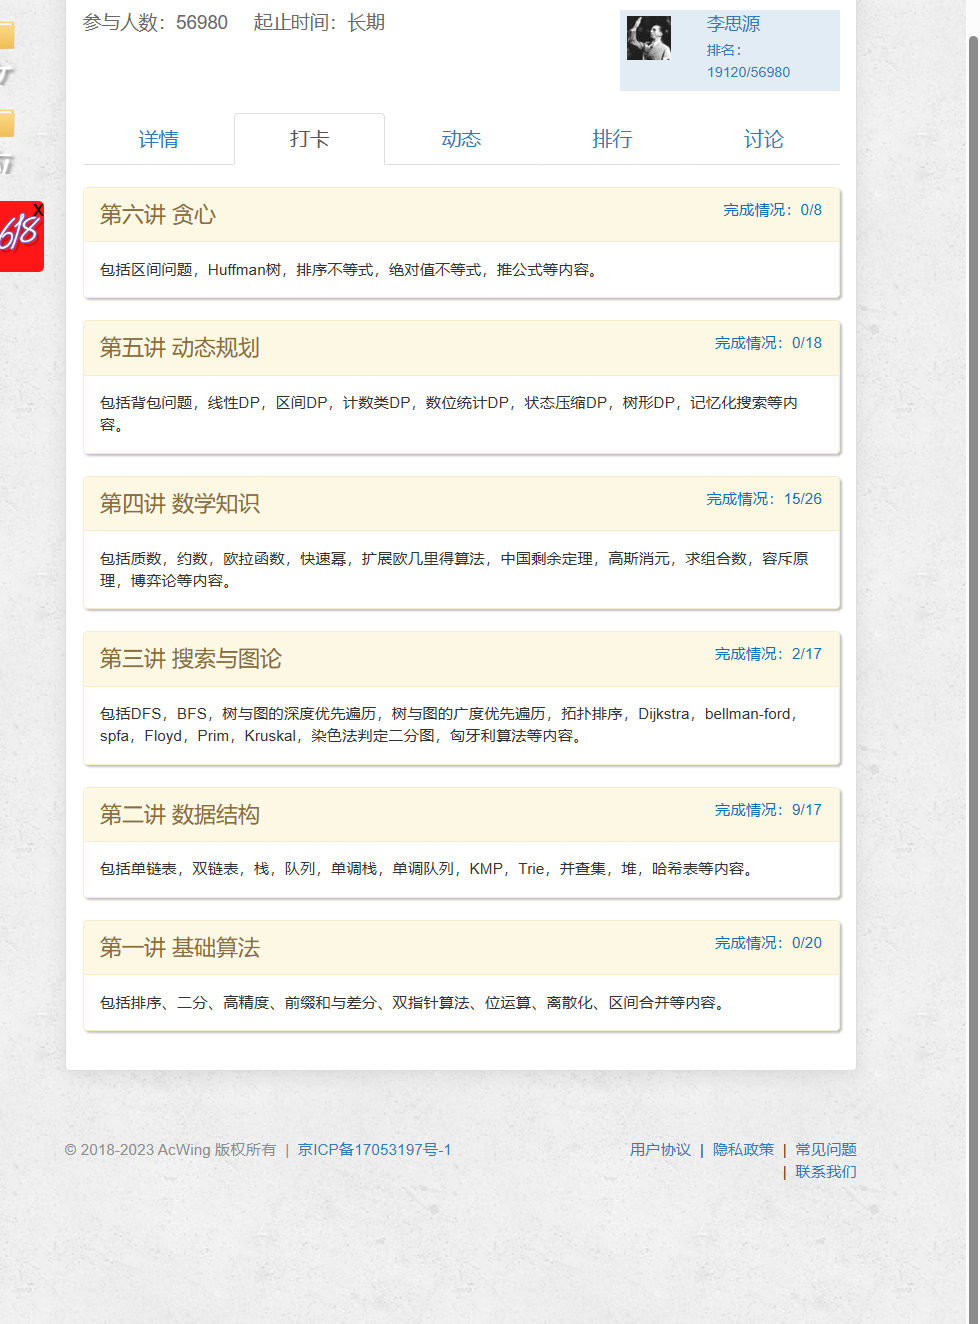 参与人数：56980 起止时间：长期
李思源
排名：
19120/56980
详情 打卡 动态 排行 讨论
X
618
第六讲 贪心 完成情况：0/8
包括区间问题，Huffman树，排序不等式，绝对值不等式，推公式等内容。
第五讲 动态规划 完成情况：0/18
包括背包问题，线性DP，区间DP，计数类DP，数位统计DP，状态压缩DP，树形DP，记忆化搜索等内
容。
第四讲 数学知识 完成情况：15/26
包括质数，约数，欧拉函数，快速幂，扩展欧几里得算法，中国剩余定理，高斯消元，求组合数，容斥原
理，博弈论等内容。
第三讲 搜索与图论 完成情况：2/17
包括DFS，BFS，树与图的深度优先遍历，树与图的广度优先遍历，拓扑排序，Dijkstra，bellman-ford，
spfa，Floyd，Prim，Kruskal，染色法判定二分图，匈牙利算法等内容。
第二讲 数据结构 完成情况：9/17
包括单链表，双链表，栈，队列，单调栈，单调队列，KMP，Trie，并查集，堆，哈希表等内容。
第一讲 基础算法 完成情况：0/20
包括排序、二分、高精度、前缀和与差分、双指针算法、位运算、离散化、区间合并等内容。
© 2018-2023 AcWing 版权所有 | 京ICP备17053197号-1
用户协议 | 隐私政策 | 常见问题
| 联系我们